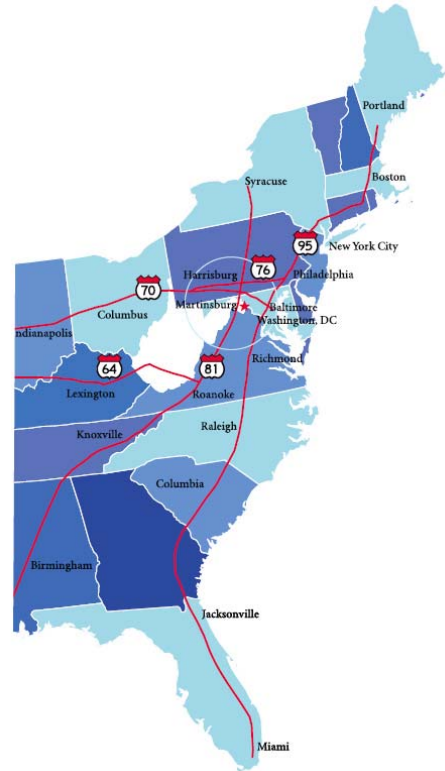 Portland
Syracuse
Boston
95
New York City
76
Harrisburg
Philadelphia
70
Martinsburg
Baltimore
Columbus
Washington, DC
ndianapolis
64
81
Richmond
Lexington
Roanoke
Raleigh
Knoxville
Columbia
Birmingham
Jacksonville
Miami